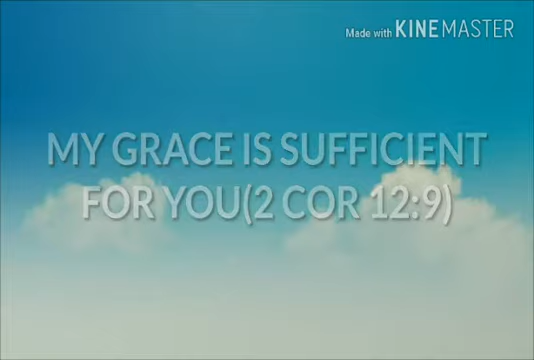 Made with KINEMASTER
MY GRACE IS SUFFICIENT
FOR YOU(2 COR 12:9)